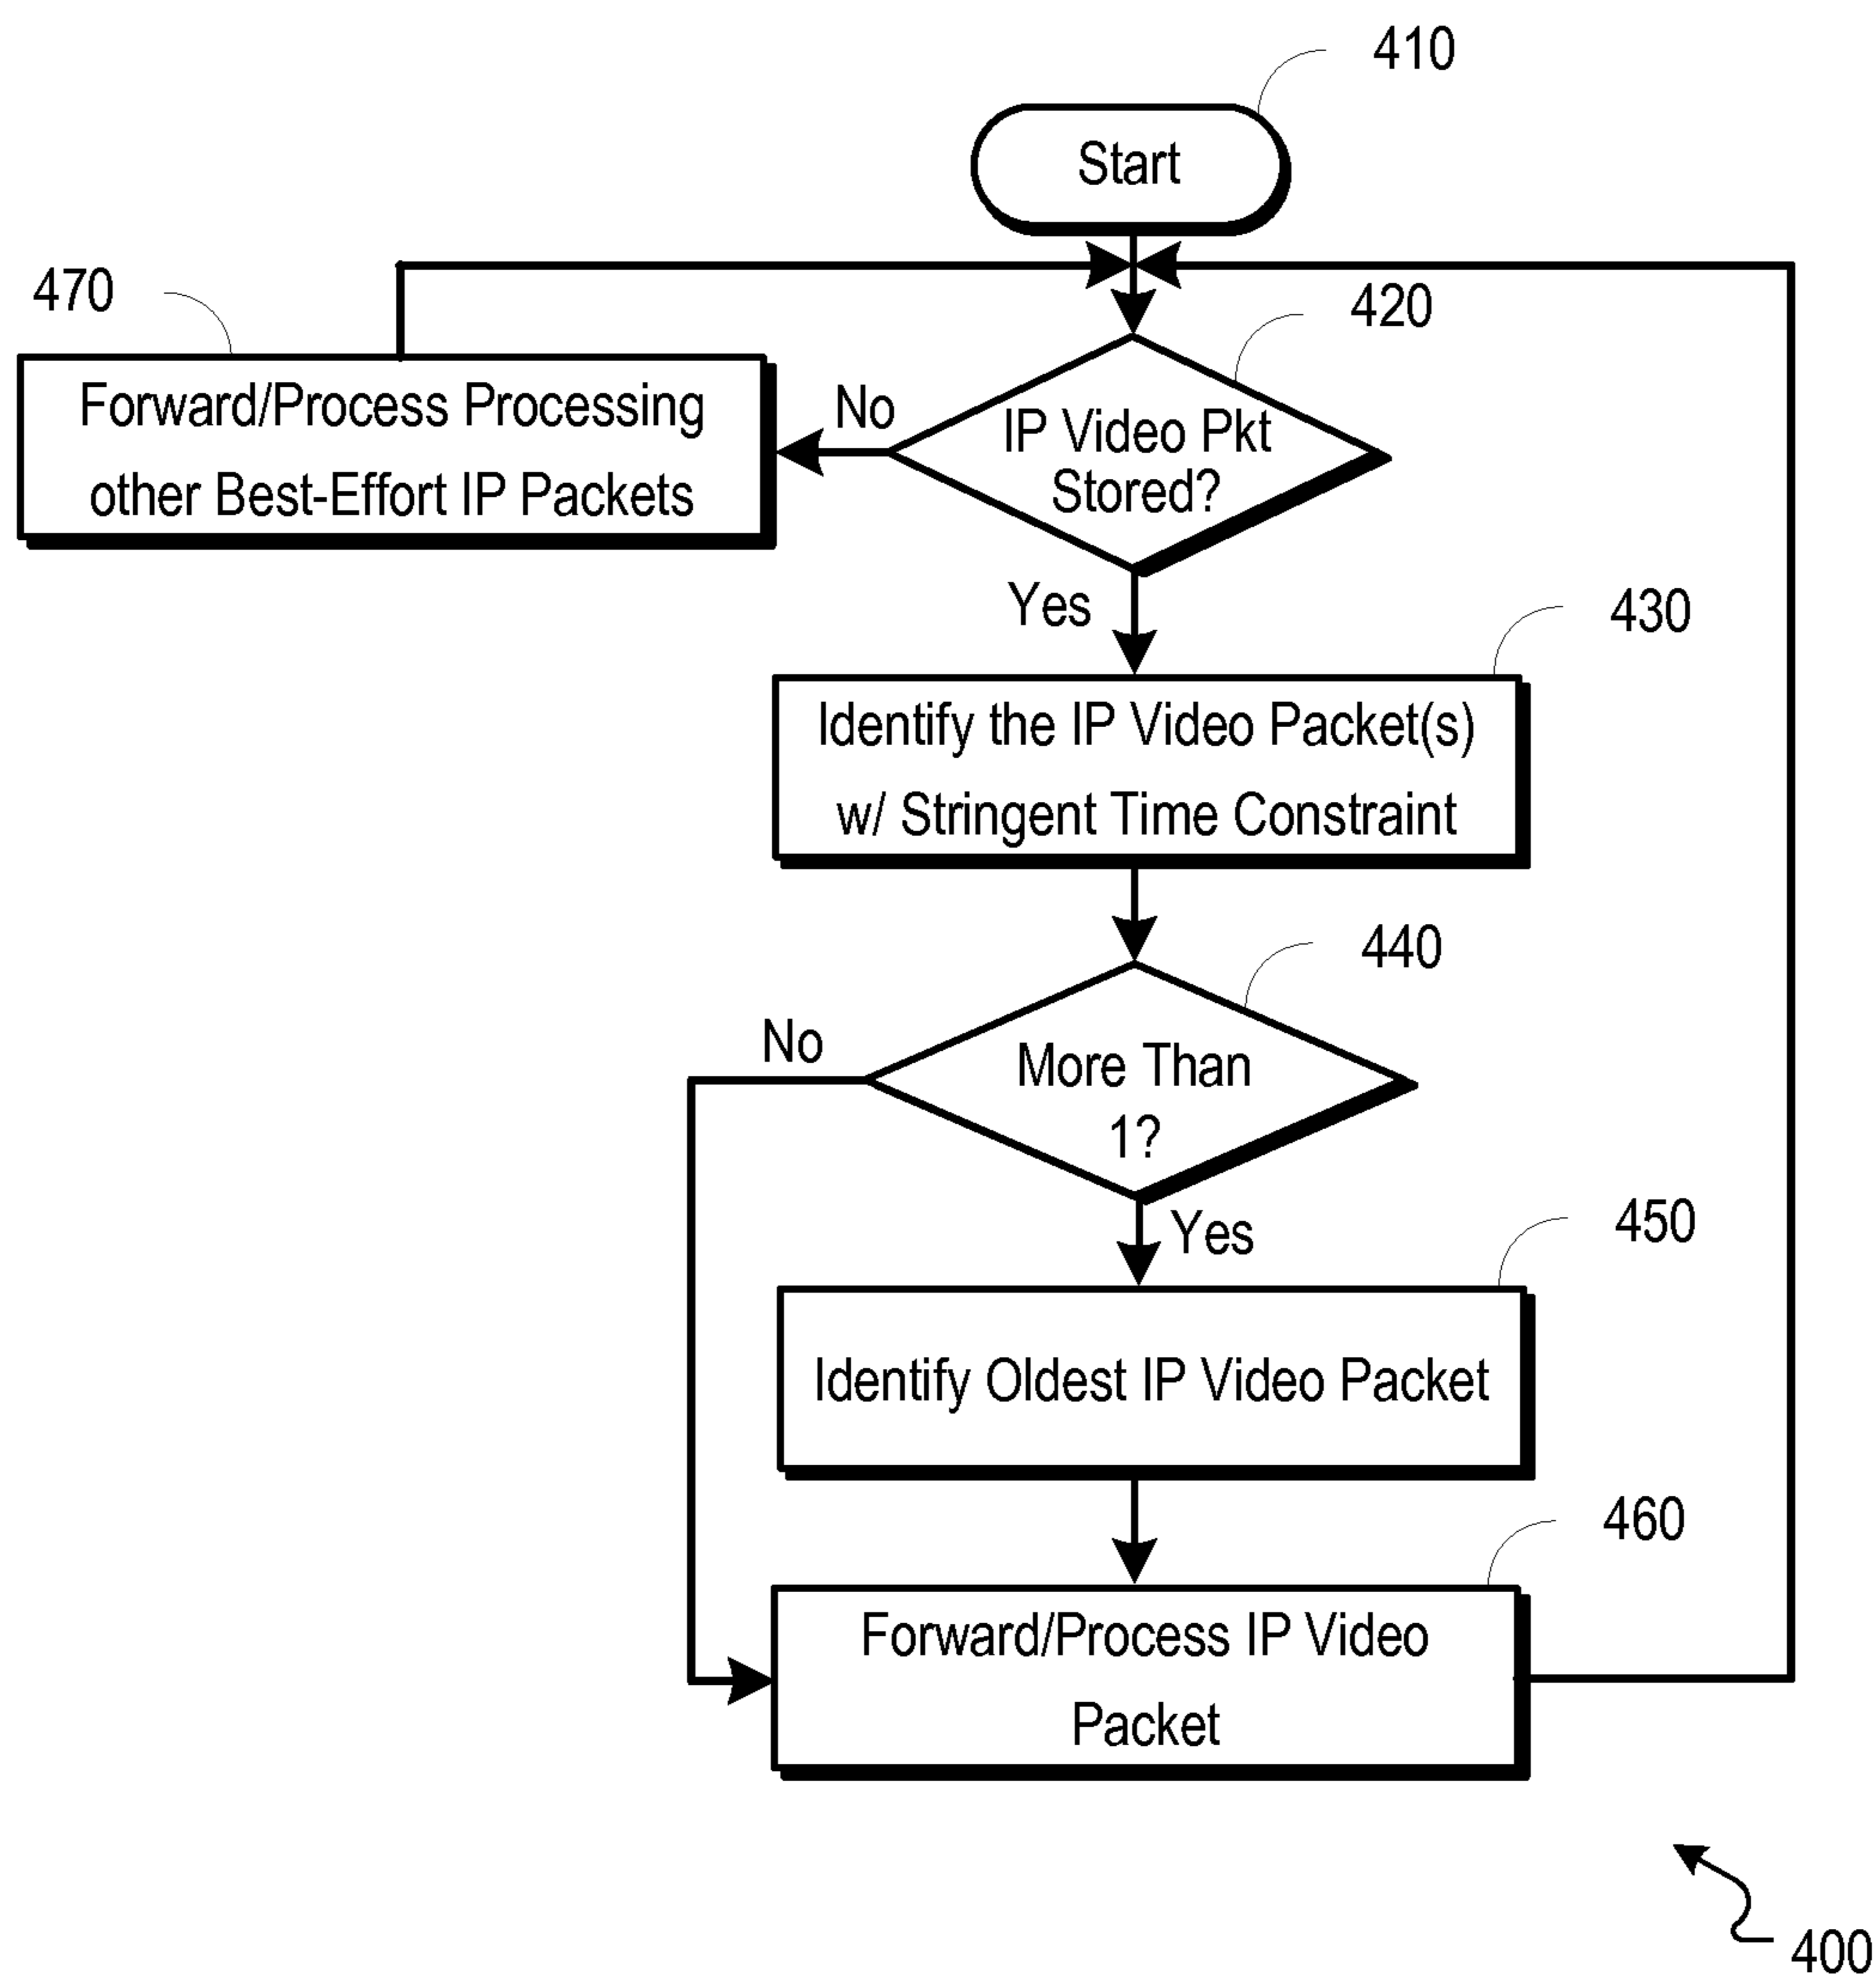 410
Start
470
420
Forward/Process Processing
other Best-Effort IP Packets
No
IP Video Pkt
Stored?
Yes
430
Identify the IP Video Packet(s)
w/ Stringent Time Constraint
440
No
More Than
1?
Yes
450
Identify Oldest IP Video Packet
460
Forward/Process IP Video
Packet
400